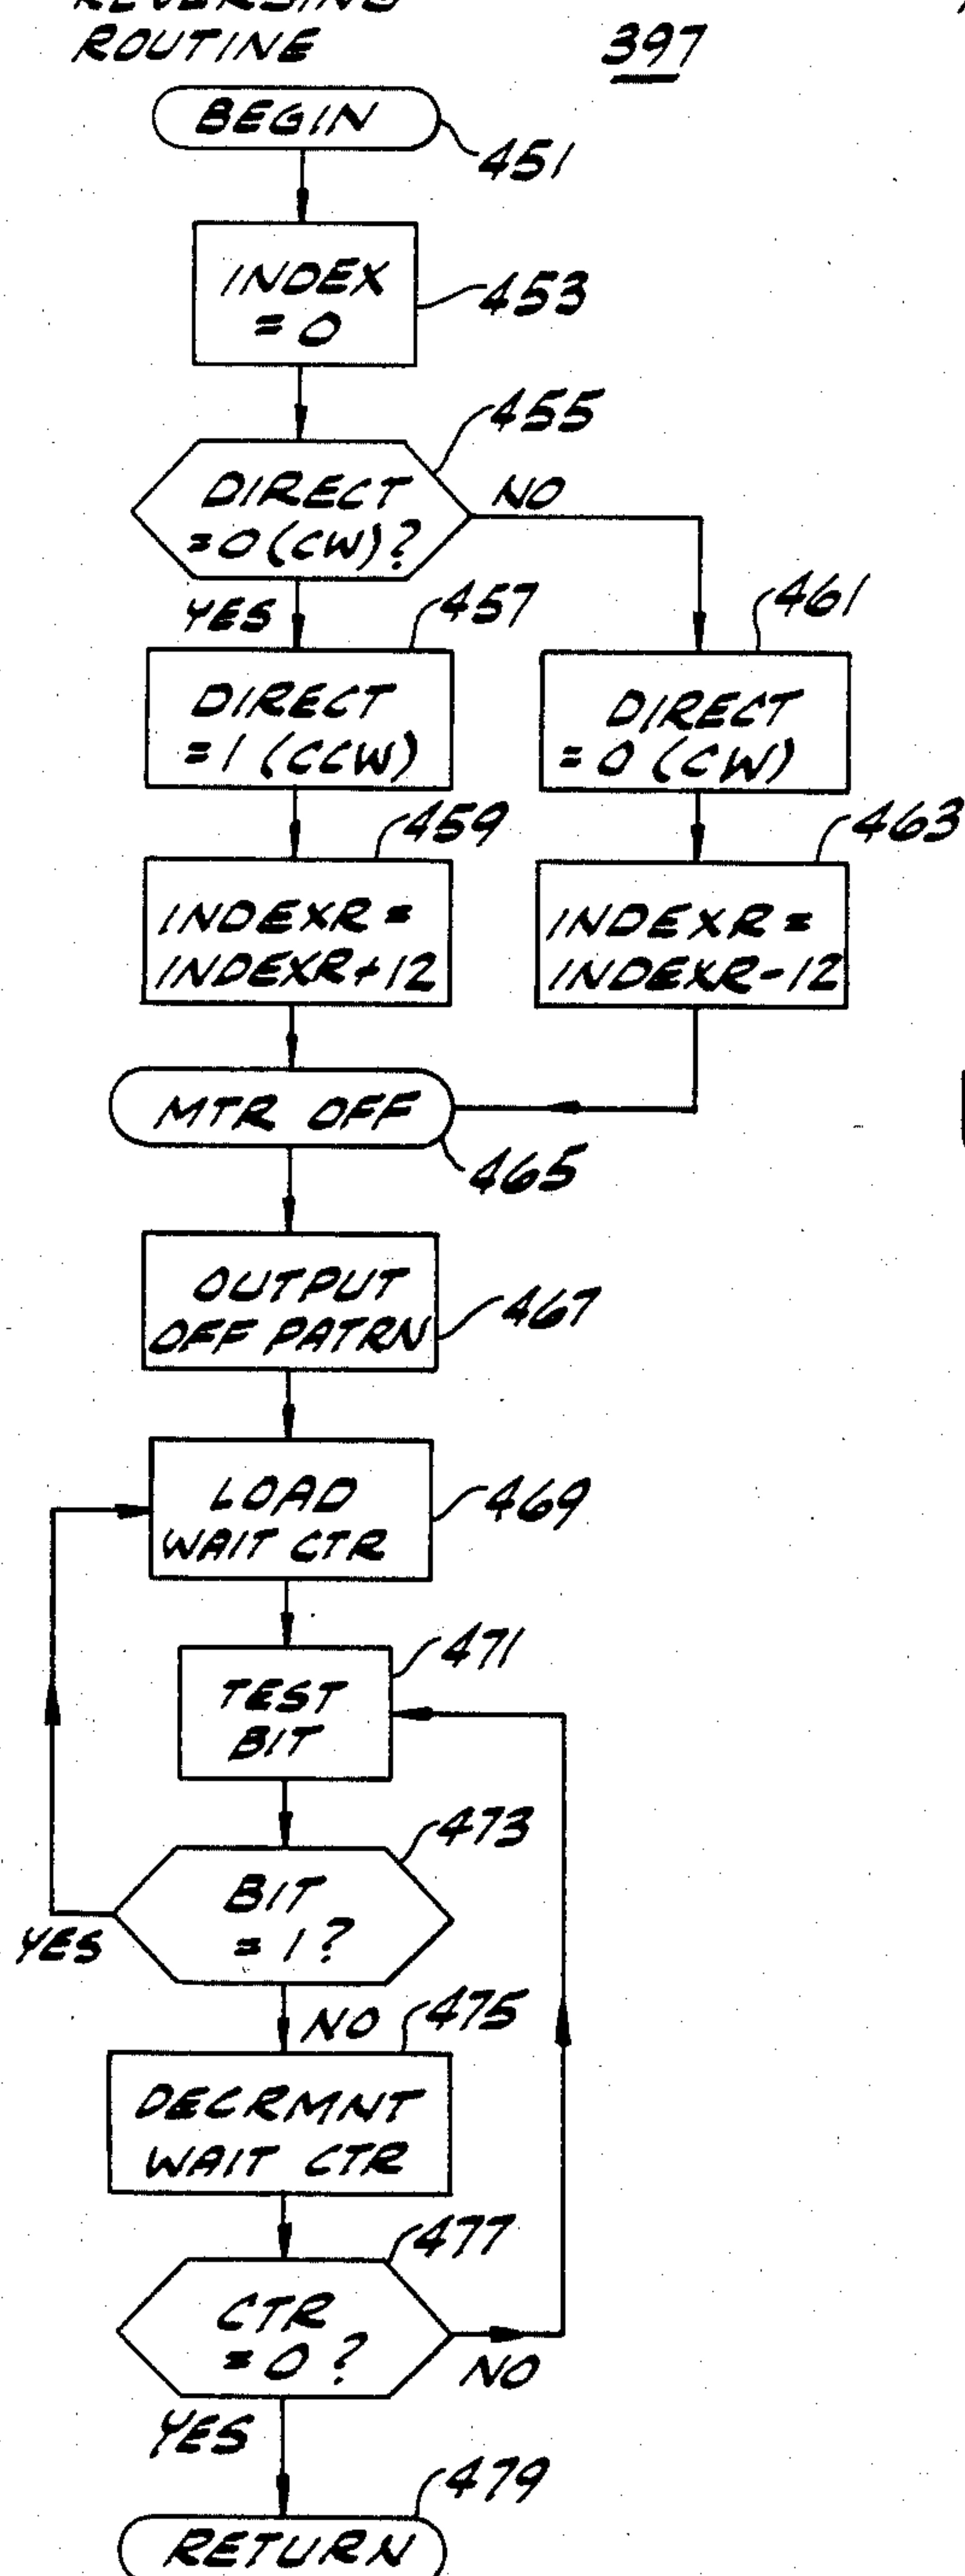 REVERSING
ROUTINE
397
BEGIN
451
INDEX
= 0
453
455
DIRECT
= 0 (CW)?
NO
YES
457
461
DIRECT
= 1 (CCW)
DIRECT
= 0 (CW)
459
463
INDEXR =
INDEXR+12
INDEXR =
INDEXR-12
MTR OFF
465
OUTPUT
OFF PATRN
467
LOAD
WAIT CTR
469
471
TEST
BIT
473
BIT
= 1 ?
YES
NO
475
DECRMNT
WAIT CTR
477
CTR
= 0 ?
NO
YES
479
RETURN